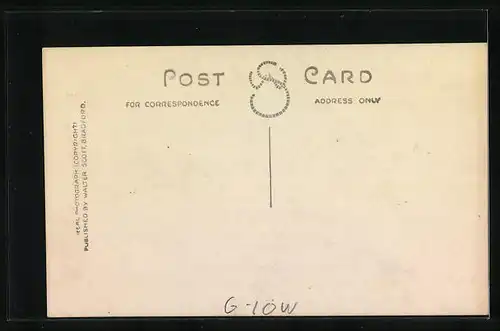 POST CARD
FOR CORRESPONDENCE
ADDRESS ONLY
REAL PHOTOGRAPH (COPYRIGHT)
PUBLISHED BY WALTER SCOTT, BRADFORD.
G-10W